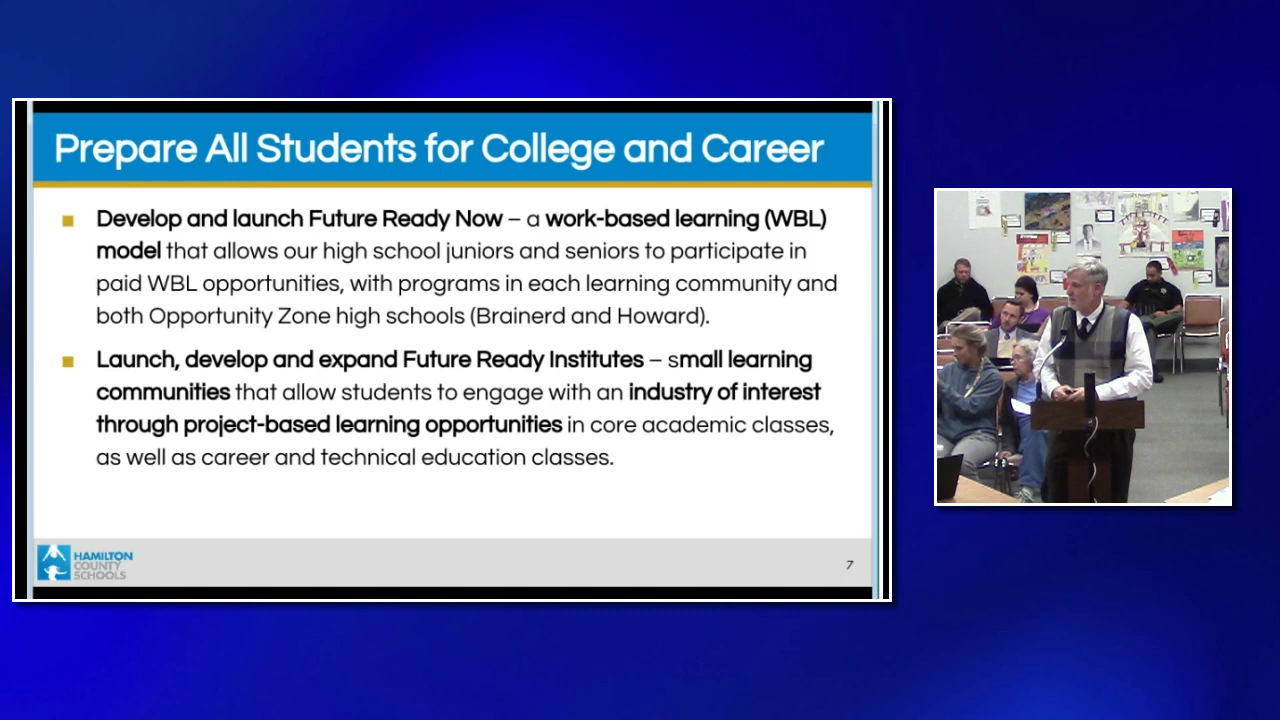 Prepare All Students for College and Career
Develop and launch Future Ready Now – a work-based learning (WBL)
model that allows our high school juniors and seniors to participate in
paid WBL opportunities, with programs in each learning community and
both Opportunity Zone high schools (Brainerd and Howard).
Launch, develop and expand Future Ready Institutes – small learning
communities that allow students to engage with an industry of interest
through project-based learning opportunities in core academic classes,
as well as career and technical education classes.
HAMILTON
COUNTY
SCHOOLS
7